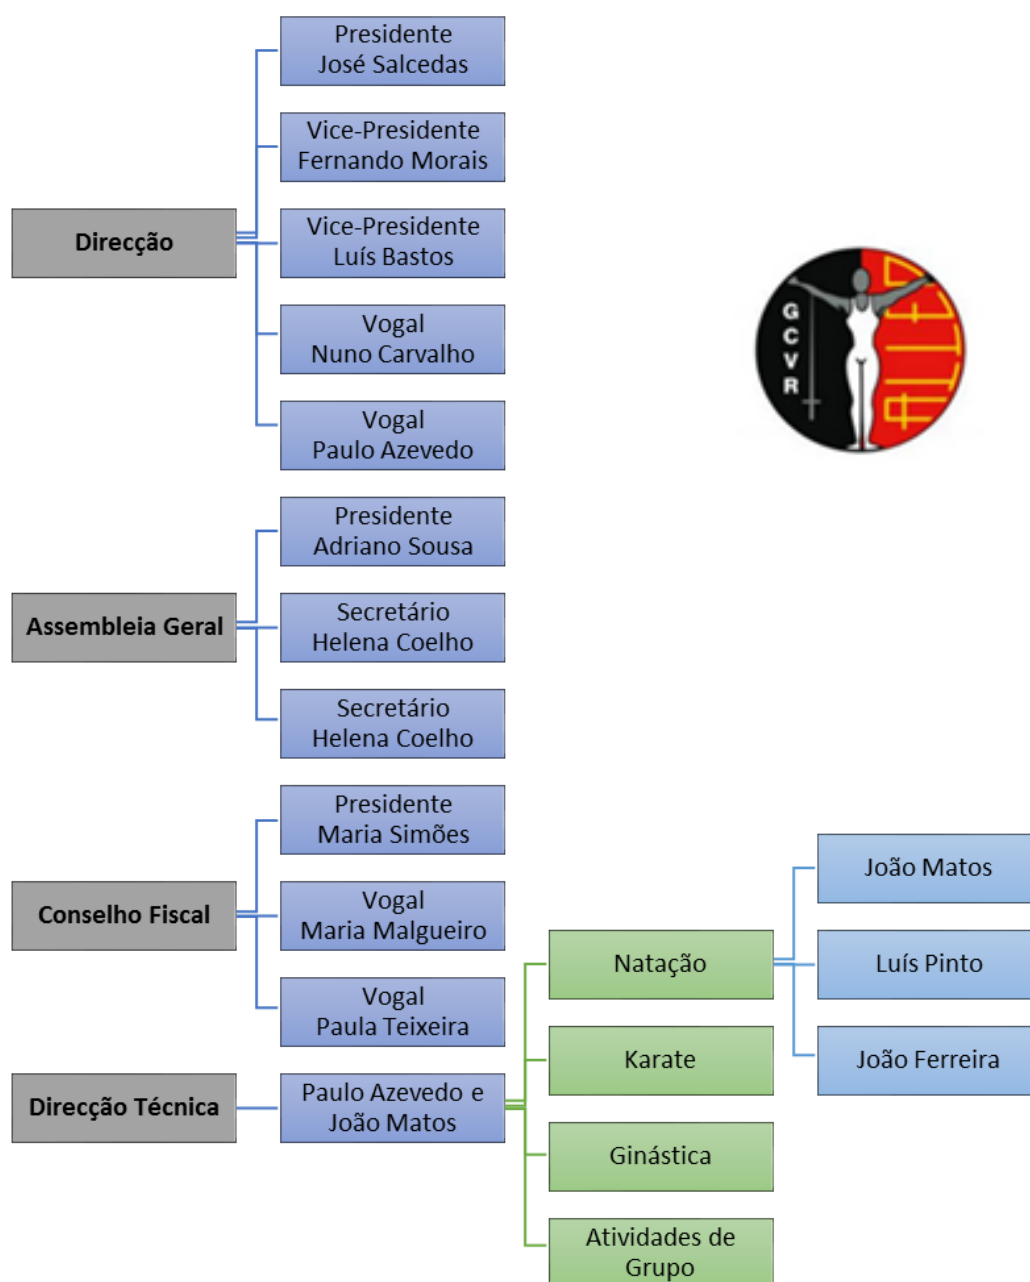 Direcção
Presidente
José Salcedas
Vice-Presidente
Fernando Morais
Vice-Presidente
Luís Bastos
Vogal
Nuno Carvalho
Vogal
Paulo Azevedo
GCVR
Assembleia Geral
Presidente
Adriano Sousa
Secretário
Helena Coelho
Secretário
Helena Coelho
Conselho Fiscal
Presidente
Maria Simões
Vogal
Maria Malgueiro
Vogal
Paula Teixeira
Direcção Técnica
Paulo Azevedo e
João Matos
Natação
João Matos
Luís Pinto
João Ferreira
Karate
Ginástica
Atividades de
Grupo